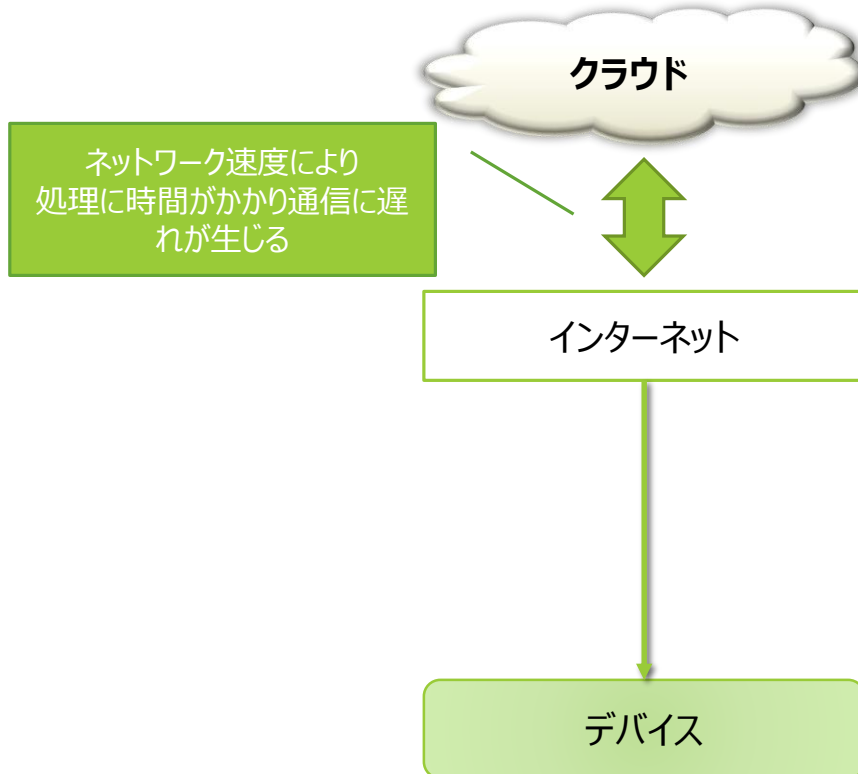 クラウド
ネットワーク速度により
処理に時間がかかり通信に遅
れが生じる
インターネット
デバイス